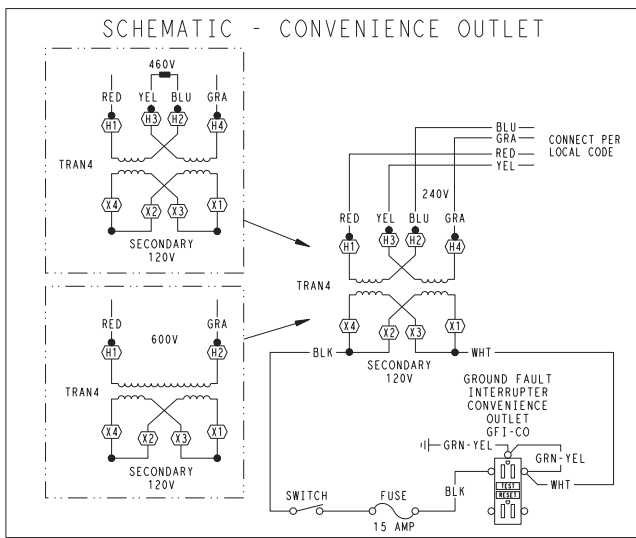 SCHEMATIC - CONVENIENCE OUTLET
460V
RED YEL BLU GRA
H1 H3 H2 H4
TRAN4
X4 X2 X3 X1
SECONDARY
120V
RED GRA
600V
H1 H2
TRAN4
X4 X2 X3 X1
SECONDARY
120V
BLU
GRA
RED
YEL
CONNECT PER
LOCAL CODE
240V
RED YEL BLU GRA
H1 H3 H2 H4
TRAN4
X4 X2 X3 X1
BLK
WHT
SECONDARY
120V
GROUND FAULT
INTERRUPTER
CONVENIENCE
OUTLET
GFI-CO
GRN-YEL
GRN-YEL
WHT
BLK
TEST
RESET
SWITCH
FUSE
15 AMP